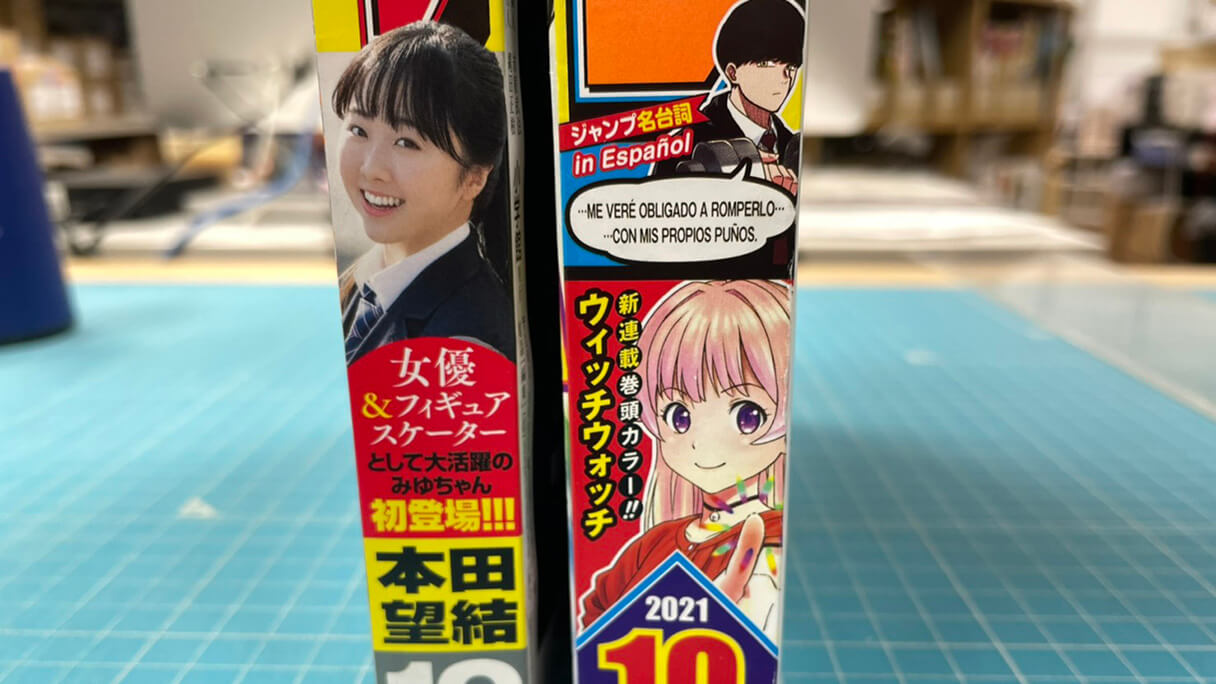 女優
&フィギュア
スケーター
として大活躍の
みゆちゃん
初登場!!!
本田
望結
ジャンプ名台詞
in Español
…ME VERÉ OBLIGADO A ROMPERLO…
…CON MIS PROPIOS PUÑOS.
新連載巻頭カラー!!
ウィッチウォッチ
2021
10